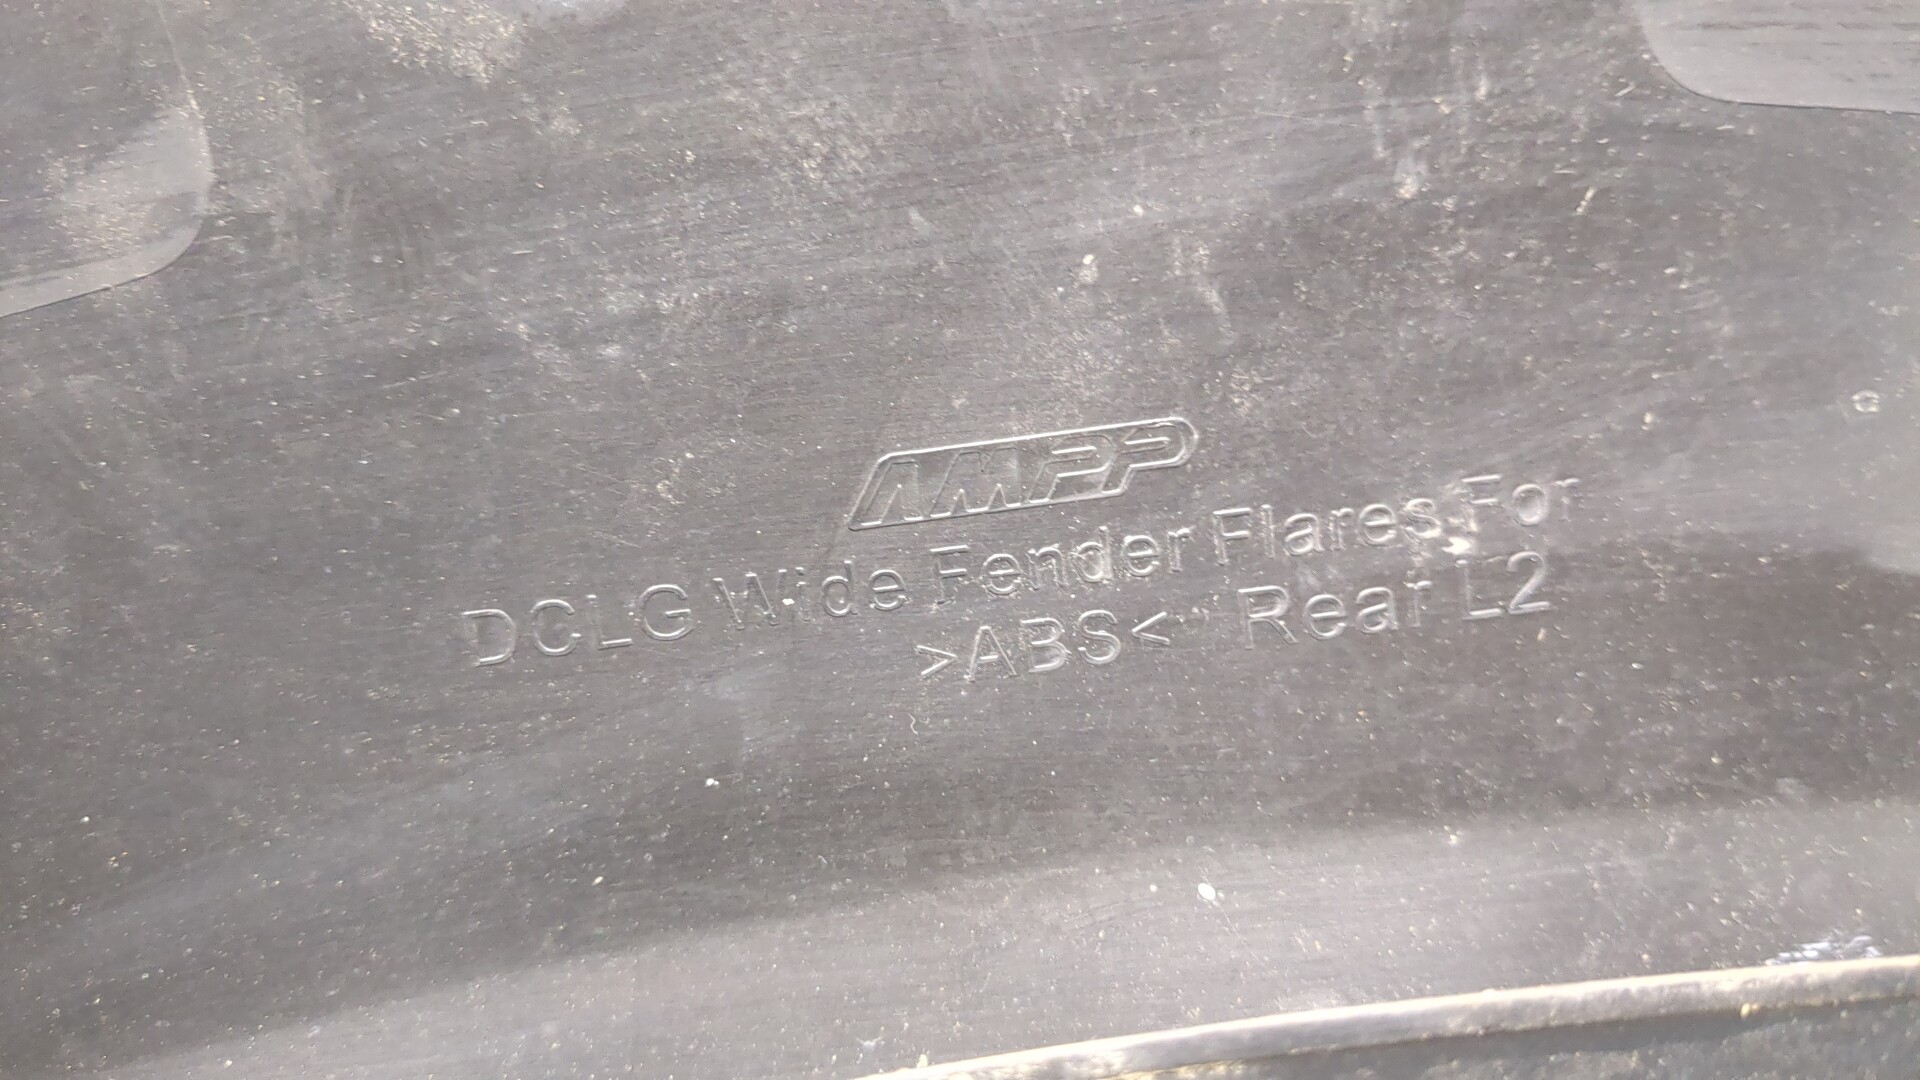 AMPP
DCLG Wide Fender Flares For
>ABS< Rear L2